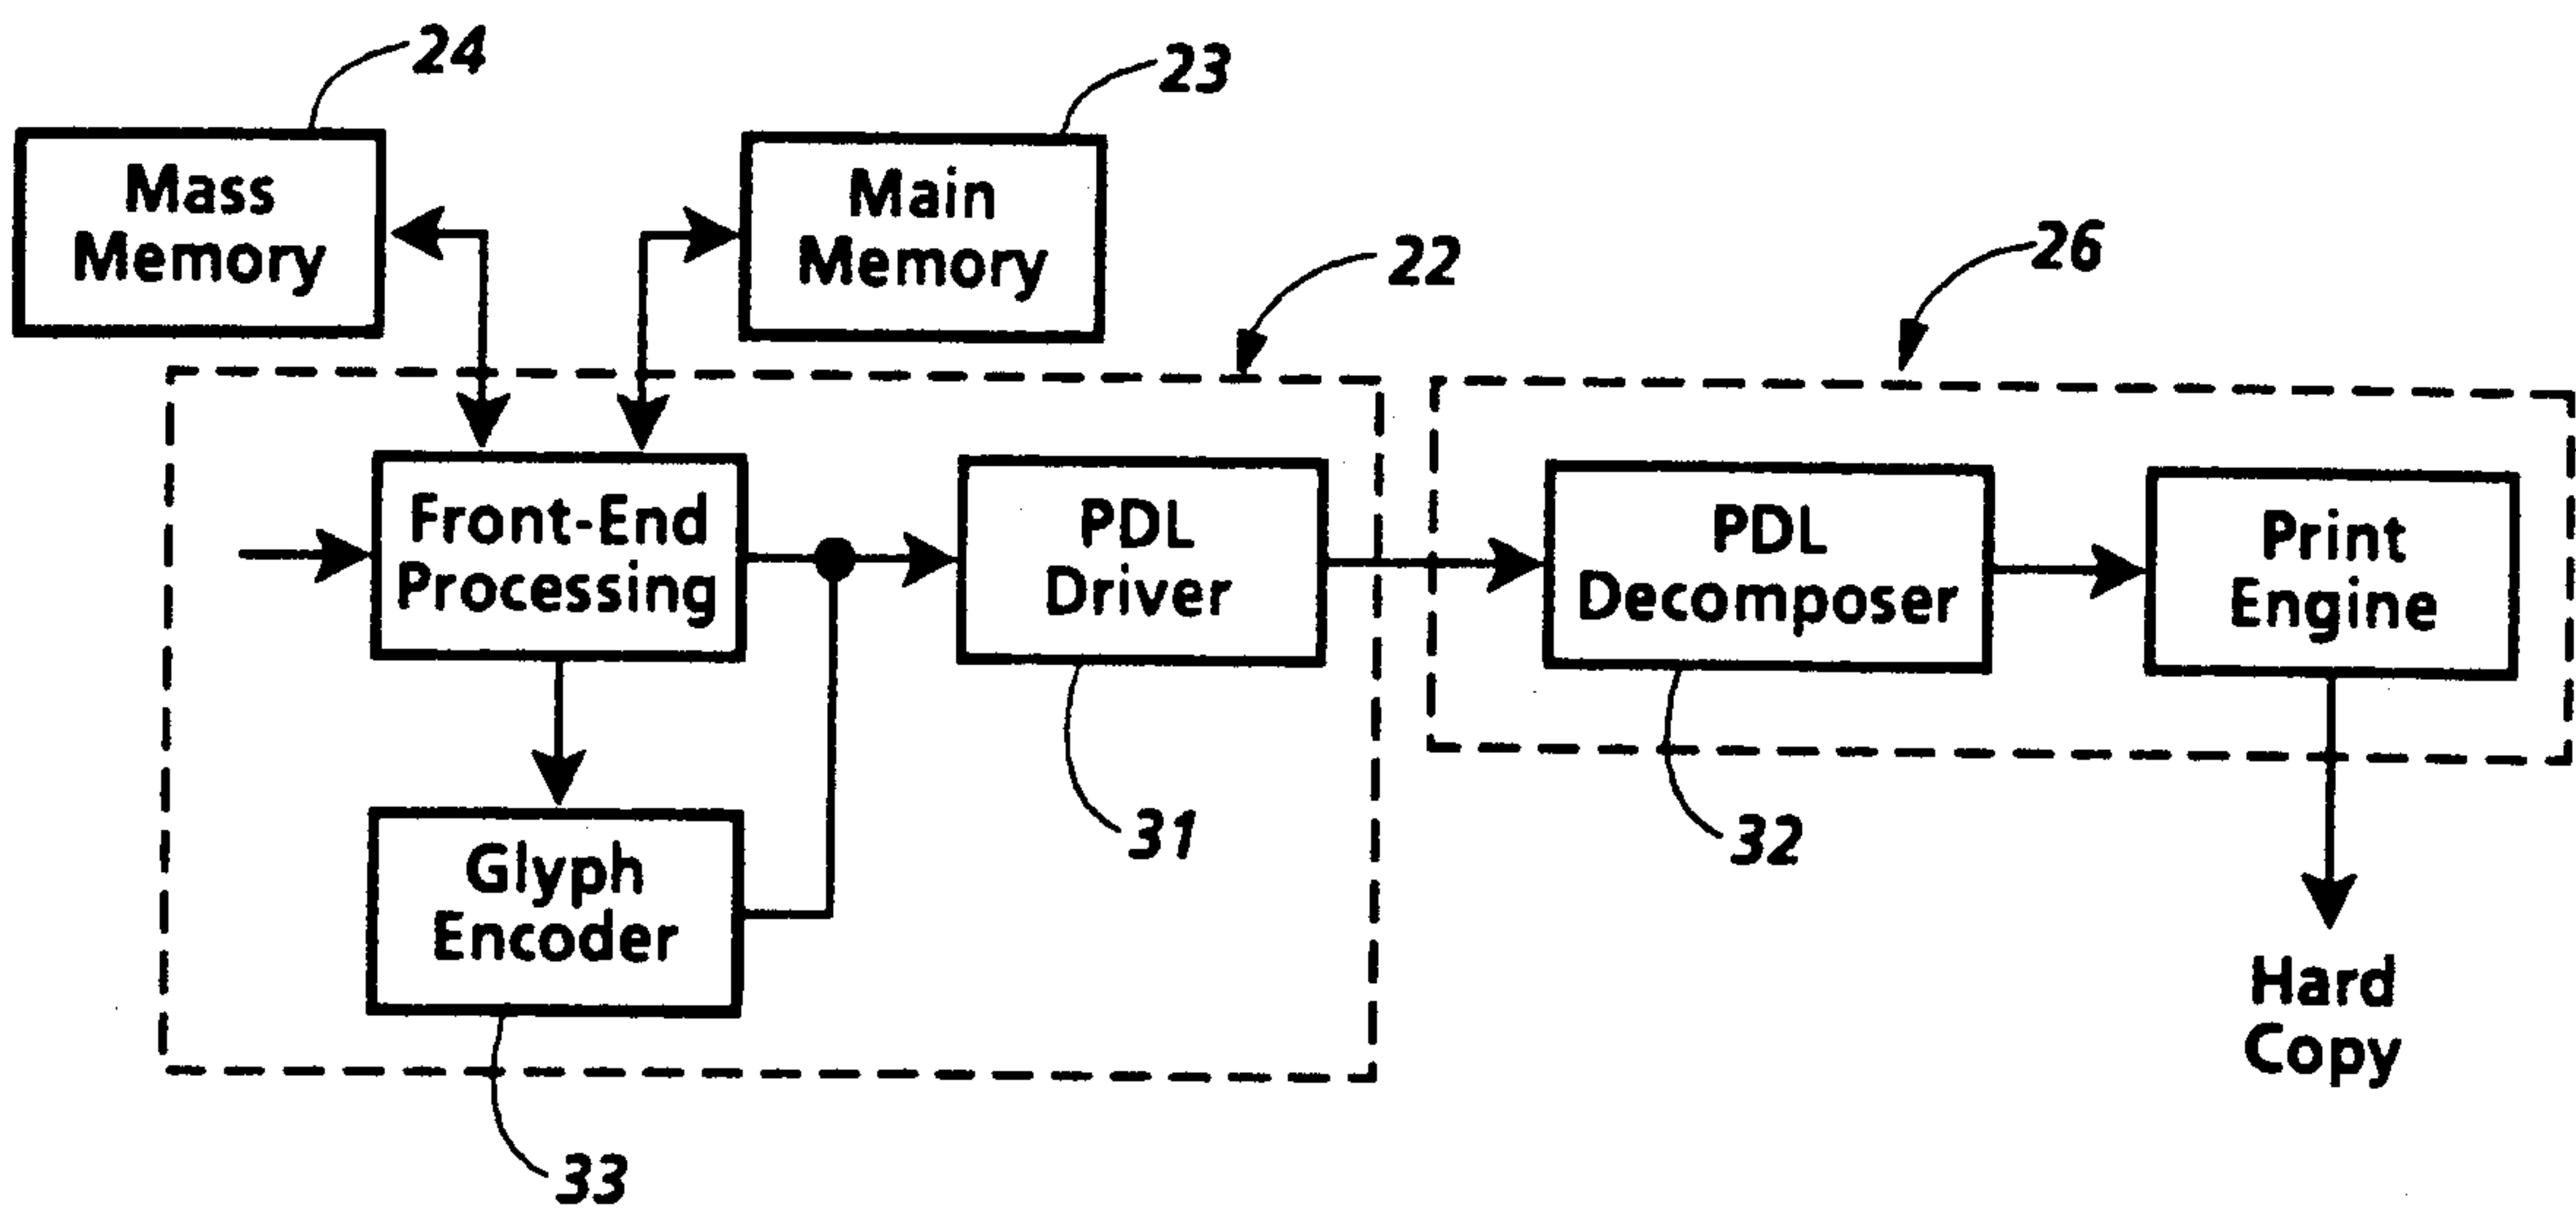 24
23
Mass
Memory
Main
Memory
22
26
Front-End
Processing
PDL
Driver
PDL
Decomposer
Print
Engine
31
32
Glyph
Encoder
33
Hard
Copy